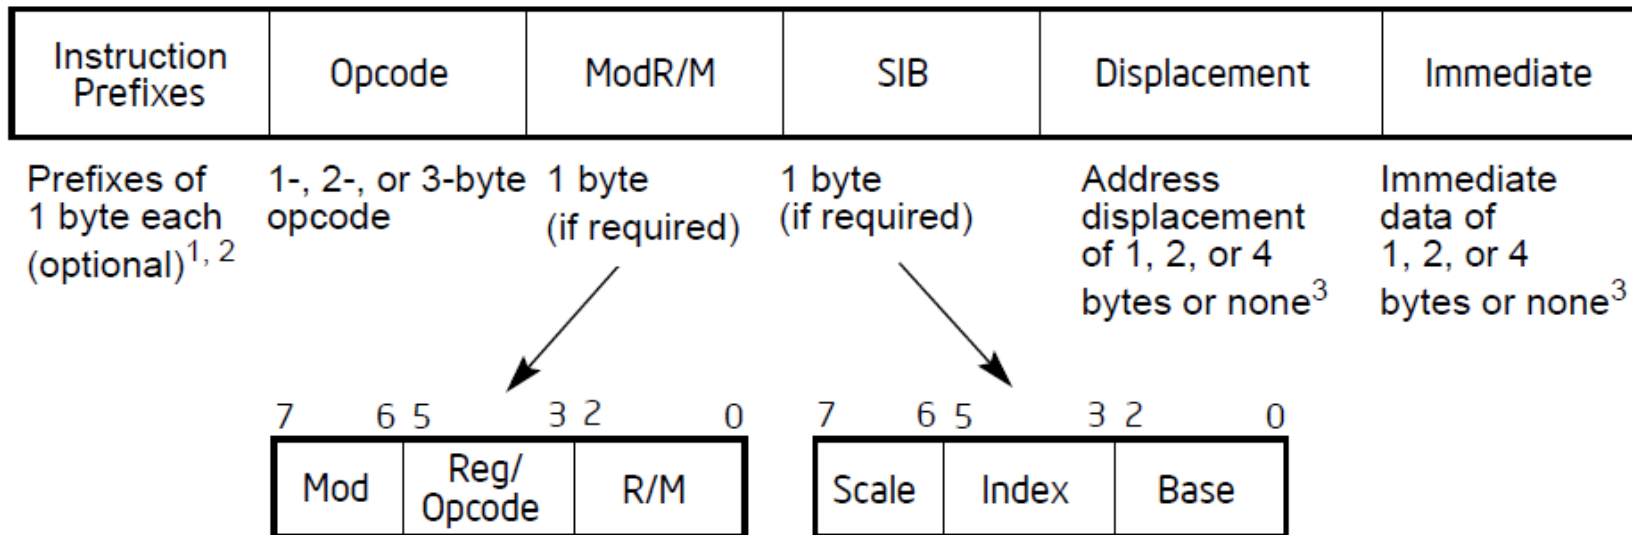 Instruction
Prefixes
Opcode
ModR/M
SIB
Displacement
Immediate
Prefixes of
1 byte each
(optional)1, 2
1-, 2-, or 3-byte
opcode
1 byte
(if required)
1 byte
(if required)
Address
displacement
of 1, 2, or 4
bytes or none3
Immediate
data of
1, 2, or 4
bytes or none3
7 6 5 3 2 0
Mod
Reg/
Opcode
R/M
7 6 5 3 2 0
Scale
Index
Base